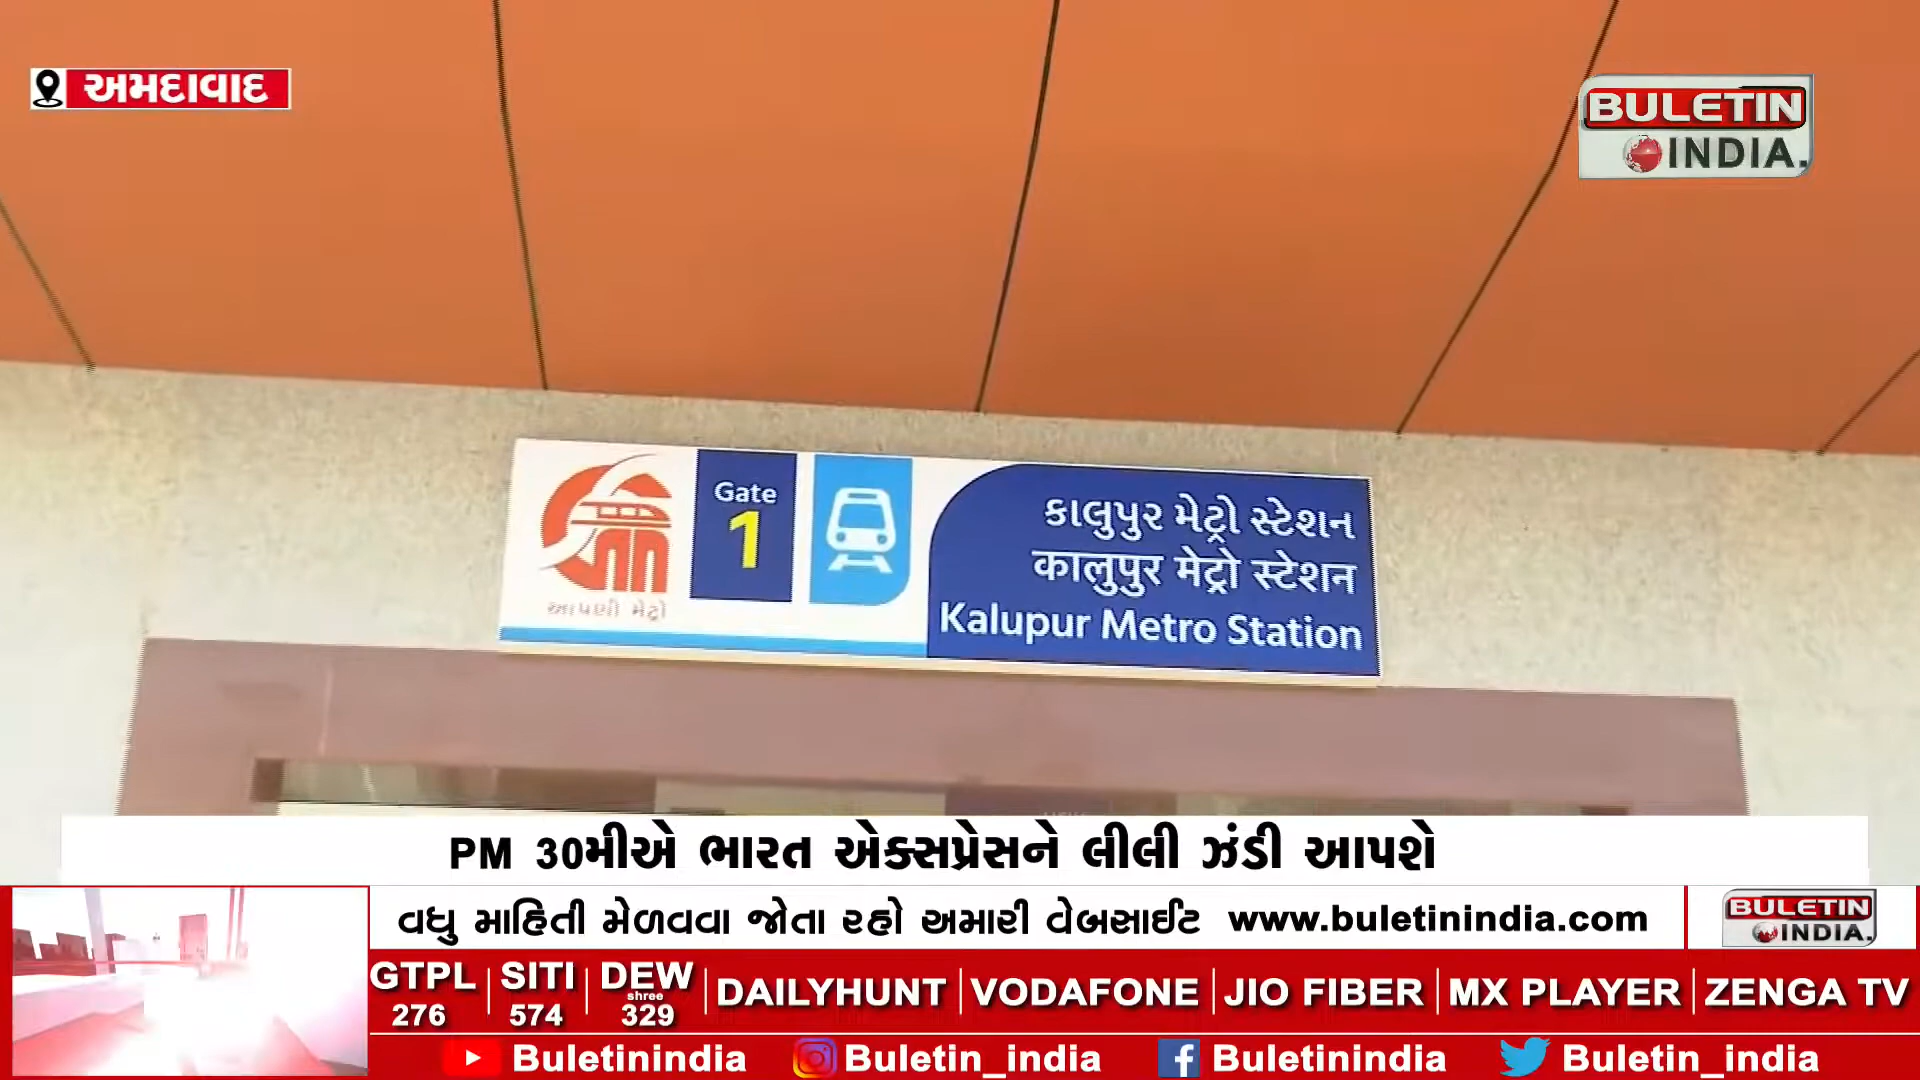 અમદાવાદ
BULETIN
INDIA.
Gate
1
કાલુપુર મેટ્રો સ્ટેશન
कालुपुर मेट्रो स्टेशन
Kalupur Metro Station
PM 30મીએ ભારત એક્સપ્રેસને લીલી ઝંડી આપશે
વધુ માહિતી મેળવવા જોતા રહો અમારી વેબસાઈટ www.buletinindia.com
BULETIN
INDIA.
GTPL 276 | SITI 574 | DEW shree 329 | DAILYHUNT | VODAFONE | JIO FIBER | MX PLAYER | ZENGA TV
Buletinindia Buletin_india Buletinindia Buletin_india